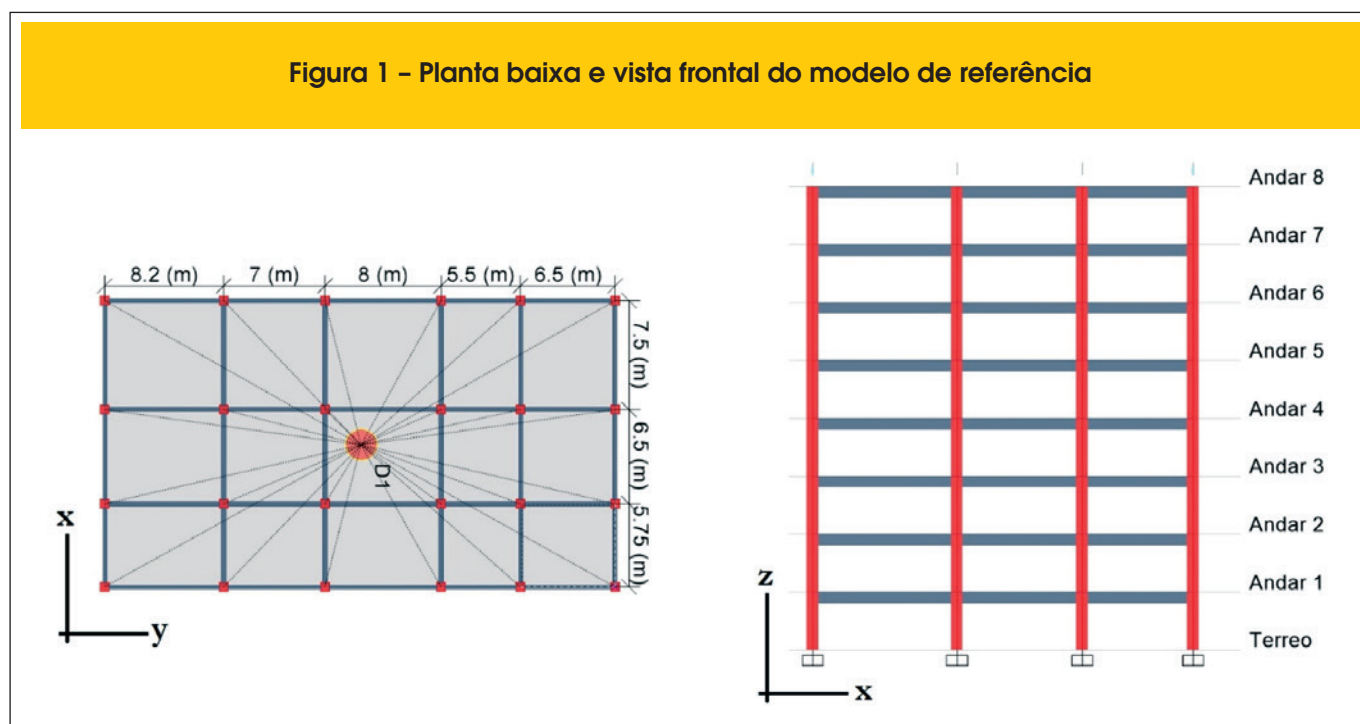 Figura 1 – Planta baixa e vista frontal do modelo de referência
8.2 (m)
7 (m)
8 (m)
5.5 (m)
6.5 (m)
7.5 (m)
6.5 (m)
5.75 (m)
D1
x
y
Andar 8
Andar 7
Andar 6
Andar 5
Andar 4
Andar 3
Andar 2
Andar 1
Terreo
z
x